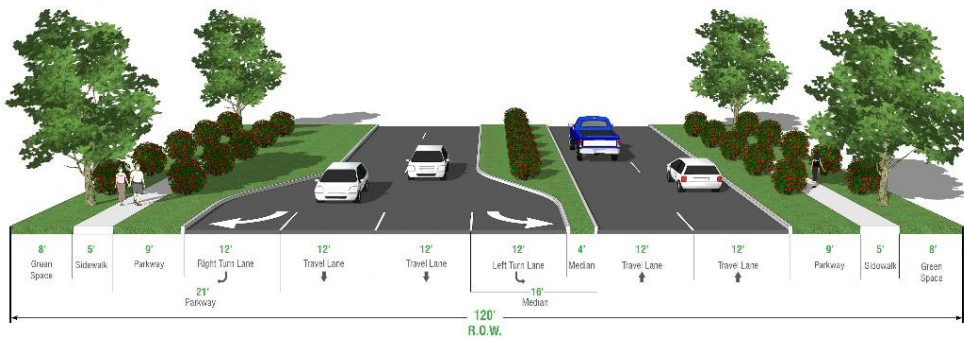 8' 5' 9' 12' 12' 12' 12' 4' 12' 12' 9' 5' 8'
Green Space
Sidewalk
Parkway
Right Turn Lane
Travel Lane
Travel Lane
Left Turn Lane
Median
Travel Lane
Travel Lane
Parkway
Sidewalk
Green Space
21'
Parkway
16'
Median
120'
R.O.W.